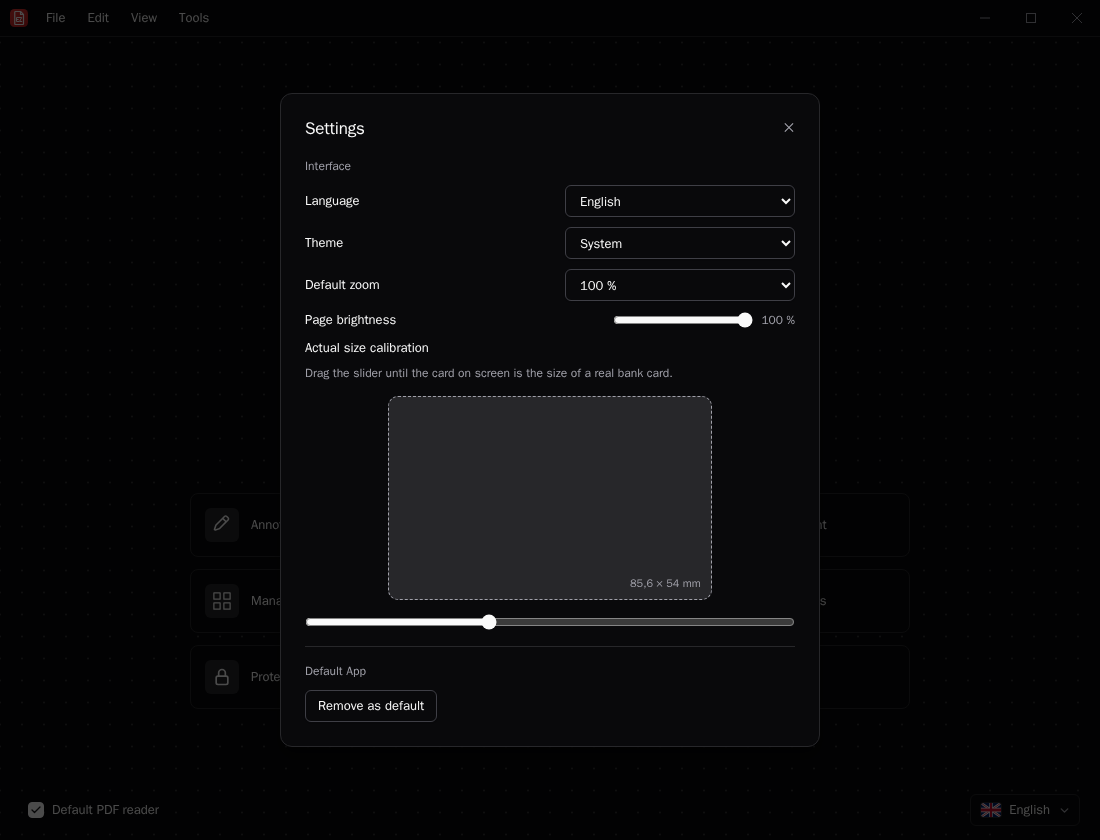 File Edit View Tools
Settings
Interface
Language English
Theme System
Default zoom 100 %
Page brightness 100 %
Actual size calibration
Drag the slider until the card on screen is the size of a real bank card.
85,6 × 54 mm
Default App
Remove as default
Default PDF reader
English